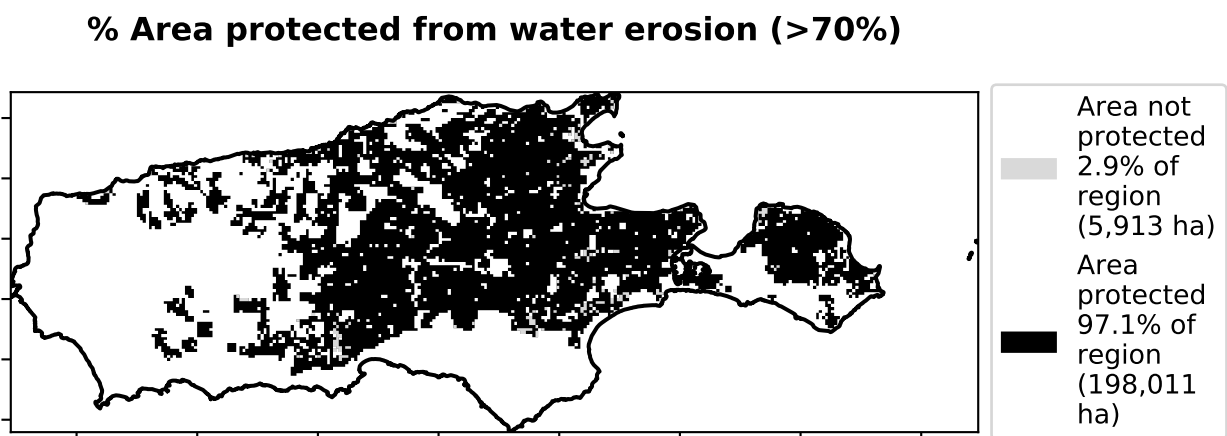 % Area protected from water erosion (>70%)
Area not
protected
2.9% of
region
(5,913 ha)
Area
protected
97.1% of
region
(198,011
ha)